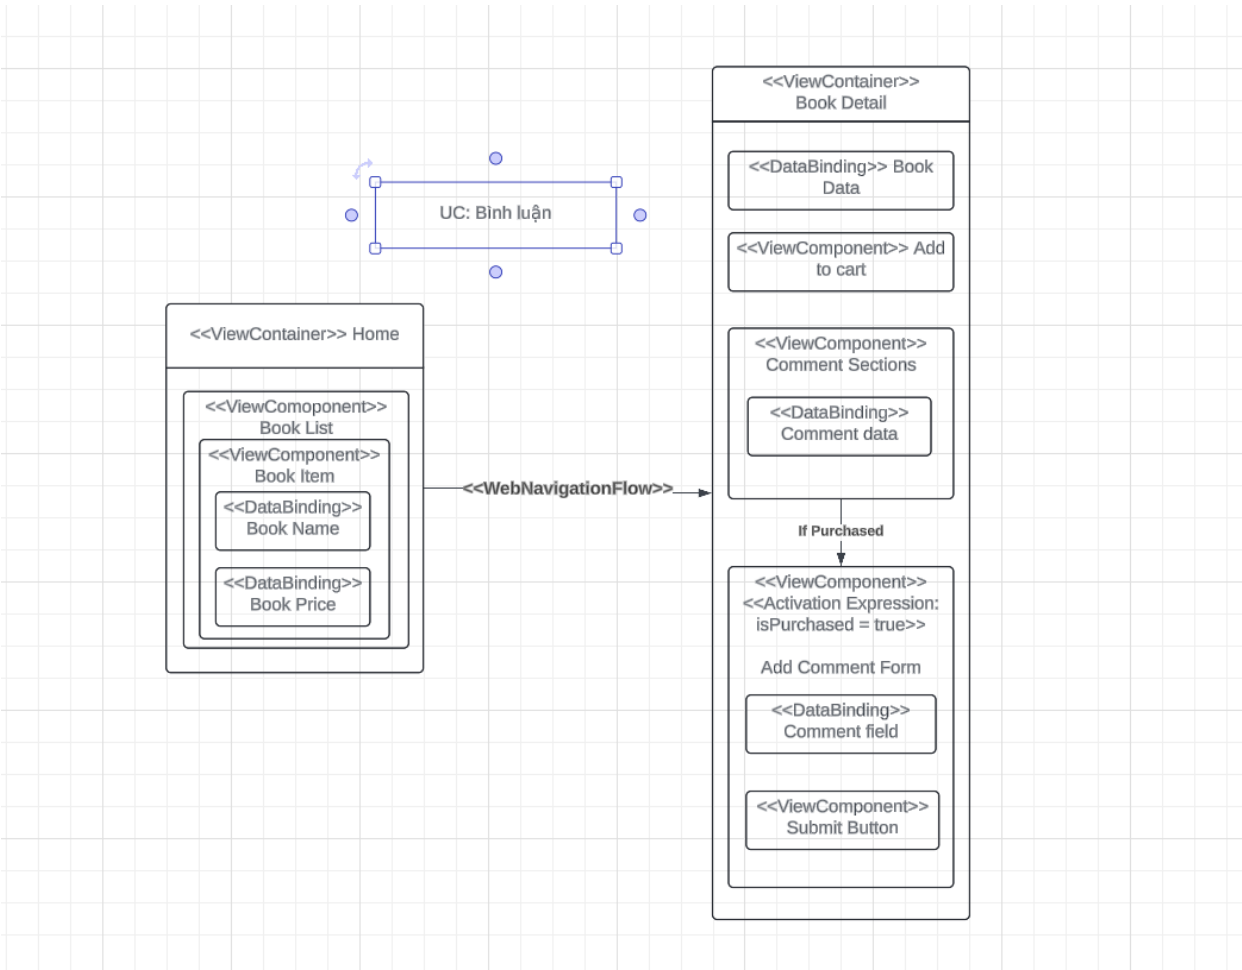 UC: Bình luận
<<ViewContainer>> Home
<<ViewComoponent>>
Book List
<<ViewComponent>>
Book Item
<<DataBinding>>
Book Name
<<DataBinding>>
Book Price
<<WebNavigationFlow>>
<<ViewContainer>>
Book Detail
<<DataBinding>> Book
Data
<<ViewComponent>> Add
to cart
<<ViewComponent>>
Comment Sections
<<DataBinding>>
Comment data
If Purchased
<<ViewComponent>>
<<Activation Expression:
isPurchased = true>>
Add Comment Form
<<DataBinding>>
Comment field
<<ViewComponent>>
Submit Button